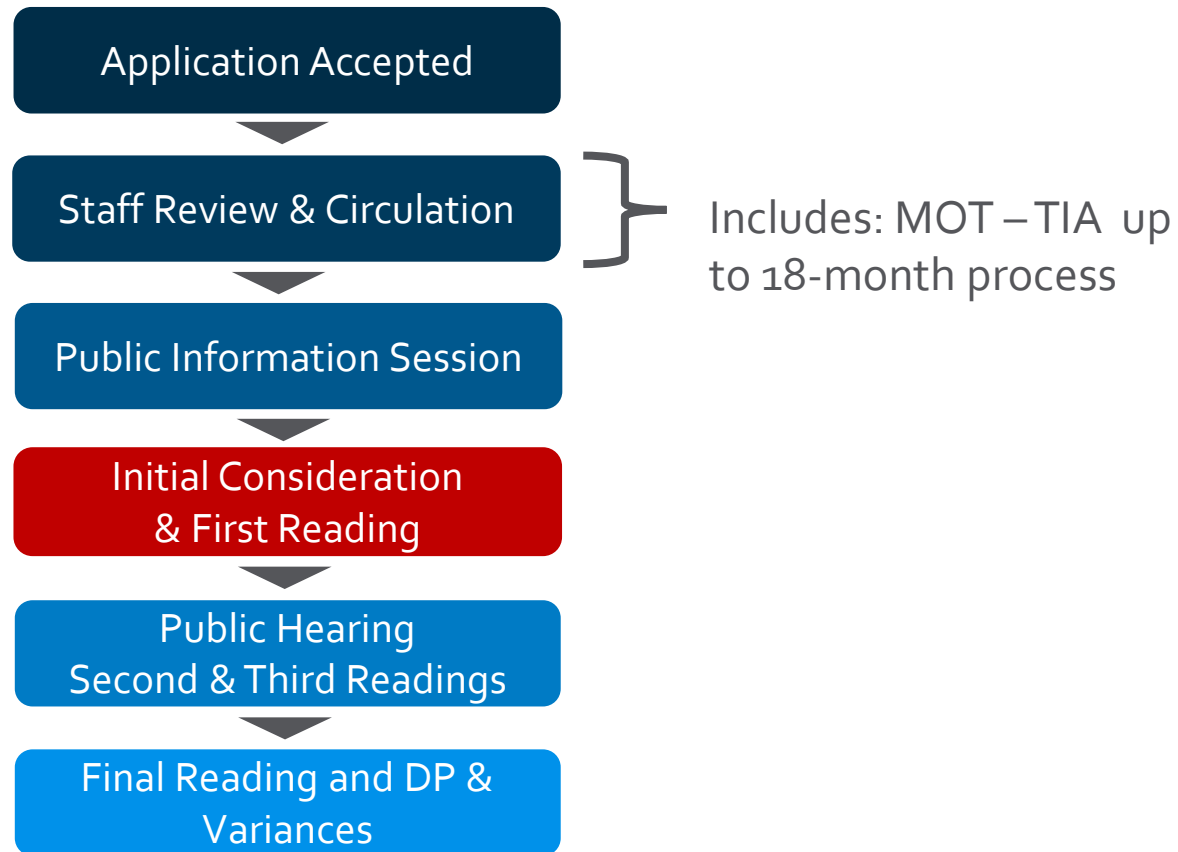 Application Accepted
Staff Review & Circulation
Includes: MOT – TIA up
to 18-month process
Public Information Session
Initial Consideration
& First Reading
Public Hearing
Second & Third Readings
Final Reading and DP &
Variances